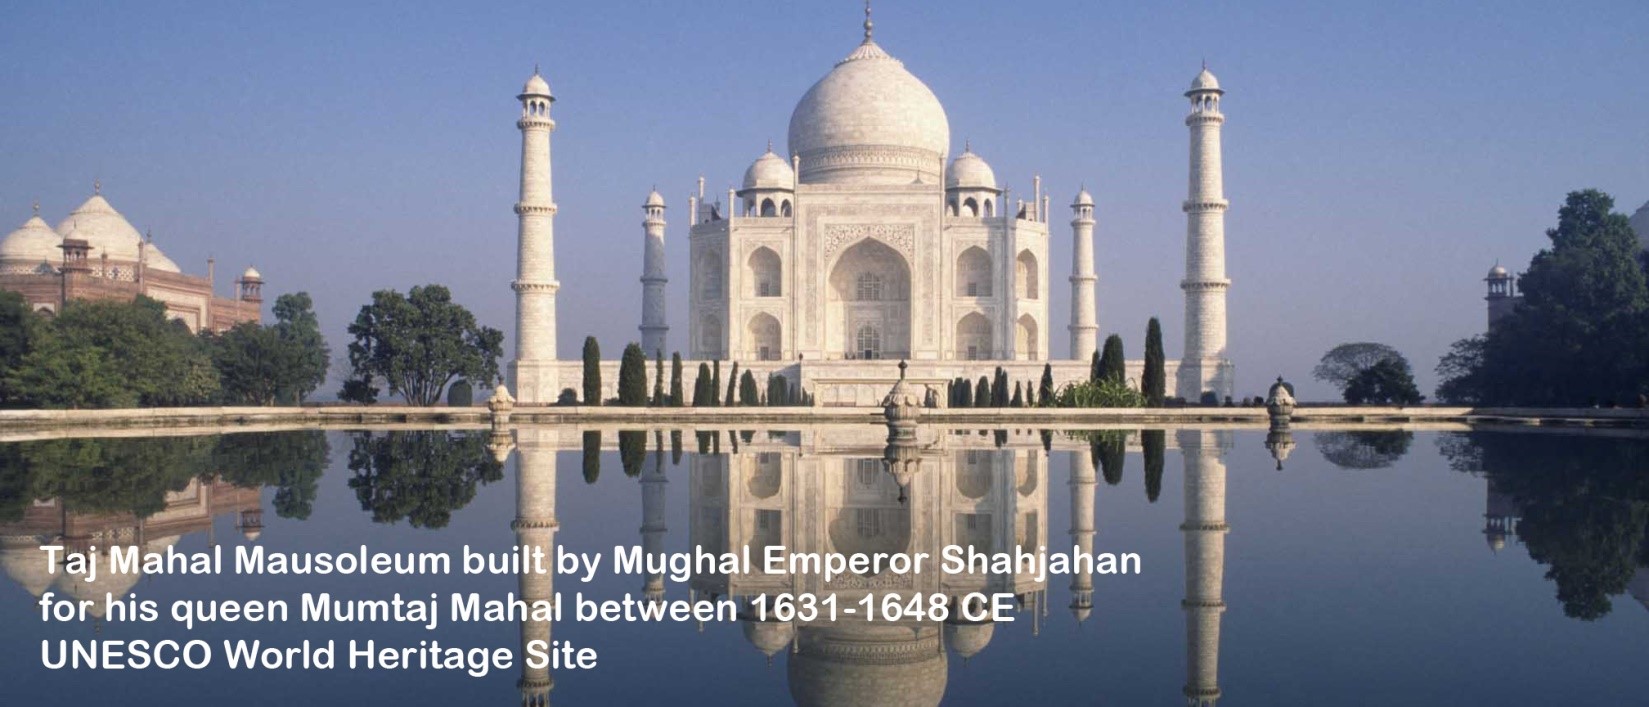 Taj Mahal Mausoleum built by Mughal Emperor Shahjahan
for his queen Mumtaj Mahal between 1631-1648 CE
UNESCO World Heritage Site